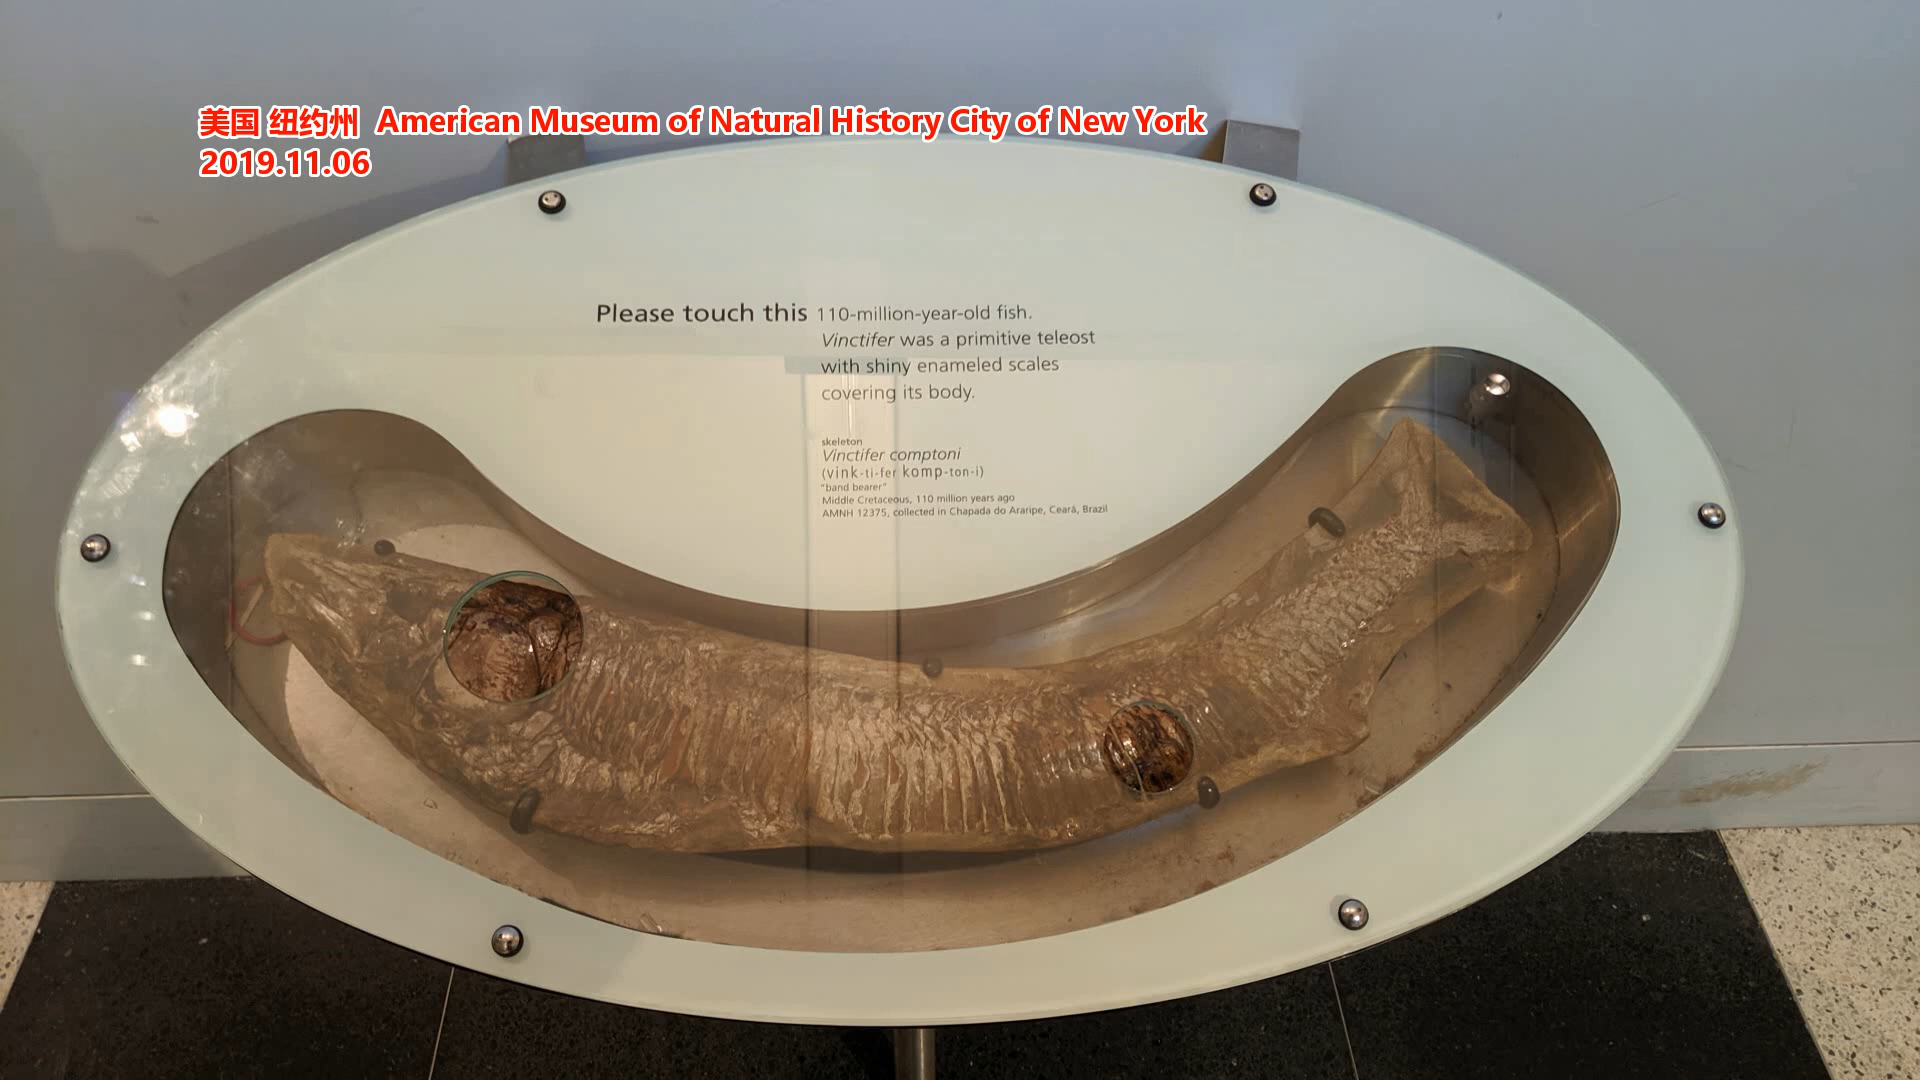 美国 纽约州 American Museum of Natural History City of New York
2019.11.06
Please touch this 110-million-year-old fish.
Vinctifer was a primitive teleost
with shiny enameled scales
covering its body.
skeleton
Vinctifer comptoni
(vink-ti-fer komp-ton-i)
"band bearer"
Middle Cretaceous, 110 million years ago
AMNH 12375, collected in Chapada do Araripe, Ceará, Brazil